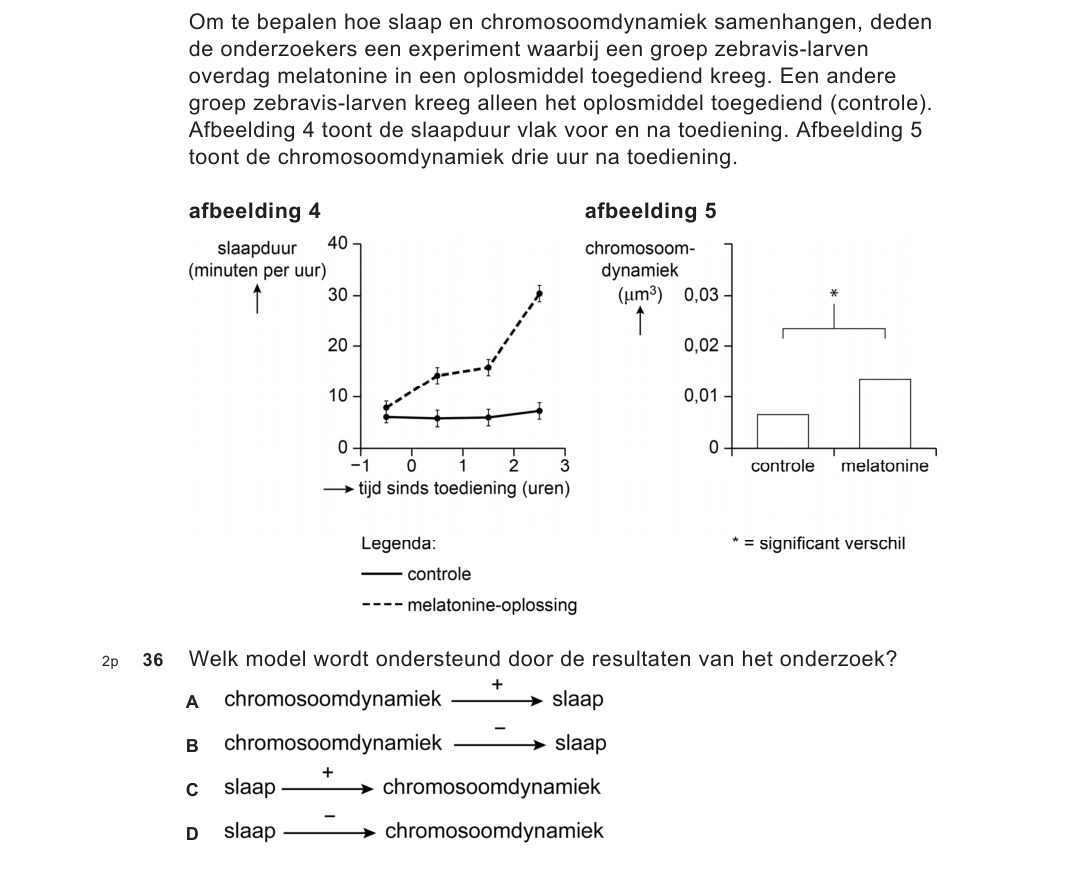 Om te bepalen hoe slaap en chromosoomdynamiek samenhangen, deden
de onderzoekers een experiment waarbij een groep zebravis-larven
overdag melatonine in een oplosmiddel toegediend kreeg. Een andere
groep zebravis-larven kreeg alleen het oplosmiddel toegediend (controle).
Afbeelding 4 toont de slaapduur vlak voor en na toediening. Afbeelding 5
toont de chromosoomdynamiek drie uur na toediening.
afbeelding 4
slaapduur
(minuten per uur)
40
30
20
10
0
−1 0 1 2 3
tijd sinds toediening (uren)
Legenda:
controle
melatonine-oplossing
afbeelding 5
chromosoom-
dynamiek
(μm³)
0,03
0,02
0,01
0
*
controle melatonine
* = significant verschil
2p 36 Welk model wordt ondersteund door de resultaten van het onderzoek?
+
A chromosoomdynamiek ⟶ slaap
−
B chromosoomdynamiek ⟶ slaap
+
C slaap ⟶ chromosoomdynamiek
−
D slaap ⟶ chromosoomdynamiek